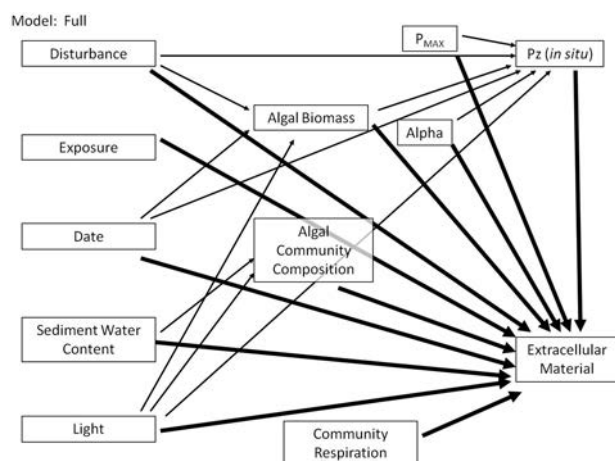 Model: Full
Disturbance
P_MAX
Pz (in situ)
Algal Biomass
Alpha
Exposure
Date
Algal
Community
Composition
Sediment Water
Content
Extracellular
Material
Light
Community
Respiration